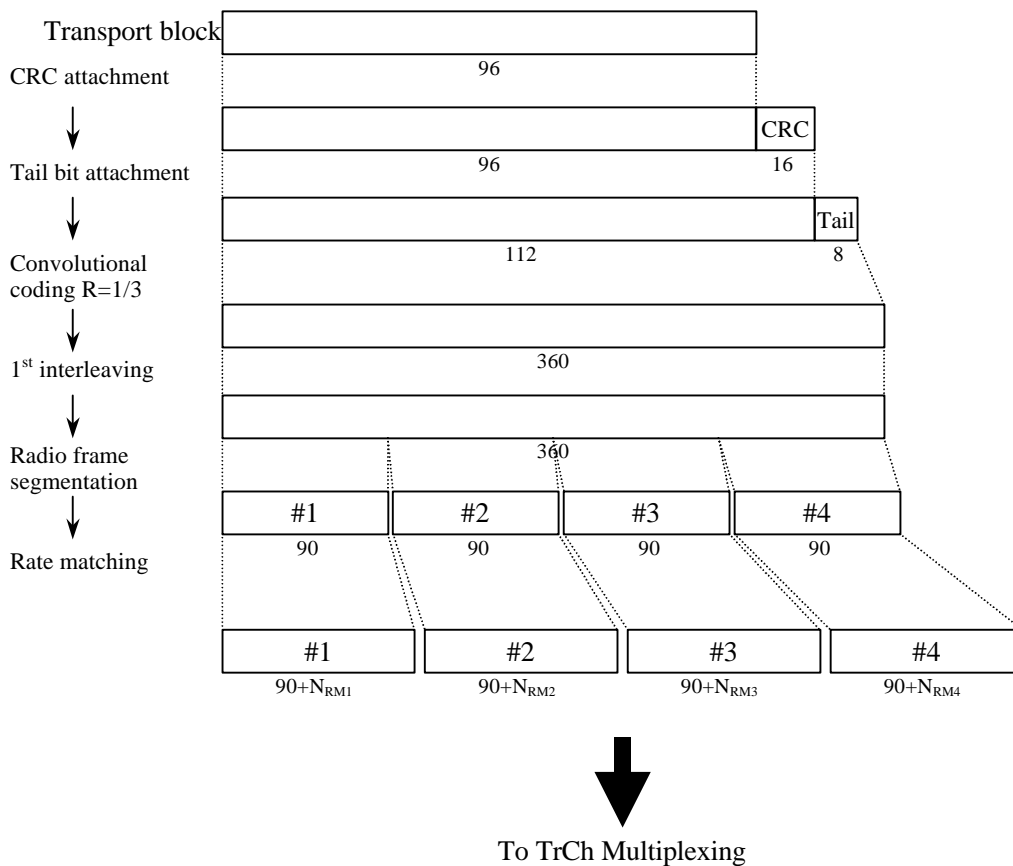 Transport block
96
CRC attachment
CRC
96
16
Tail bit attachment
Tail
112
8
Convolutional
coding R=1/3
360
1st interleaving
360
Radio frame
segmentation
#1 #2 #3 #4
90 90 90 90
Rate matching
#1 #2 #3 #4
90+NRM1 90+NRM2 90+NRM3 90+NRM4
To TrCh Multiplexing